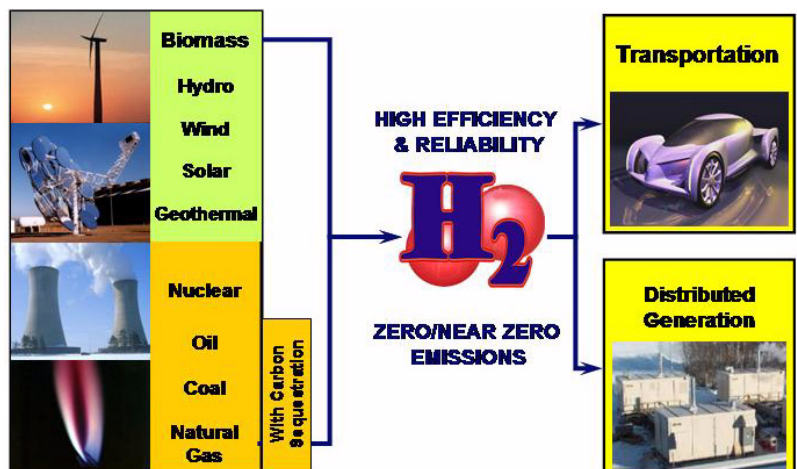 Biomass
Hydro
Wind
Solar
Geothermal
Nuclear
Oil
Coal
Natural
Gas
With Carbon
Sequestration
HIGH EFFICIENCY
& RELIABILITY
H2
ZERO/NEAR ZERO
EMISSIONS
Transportation
Distributed
Generation